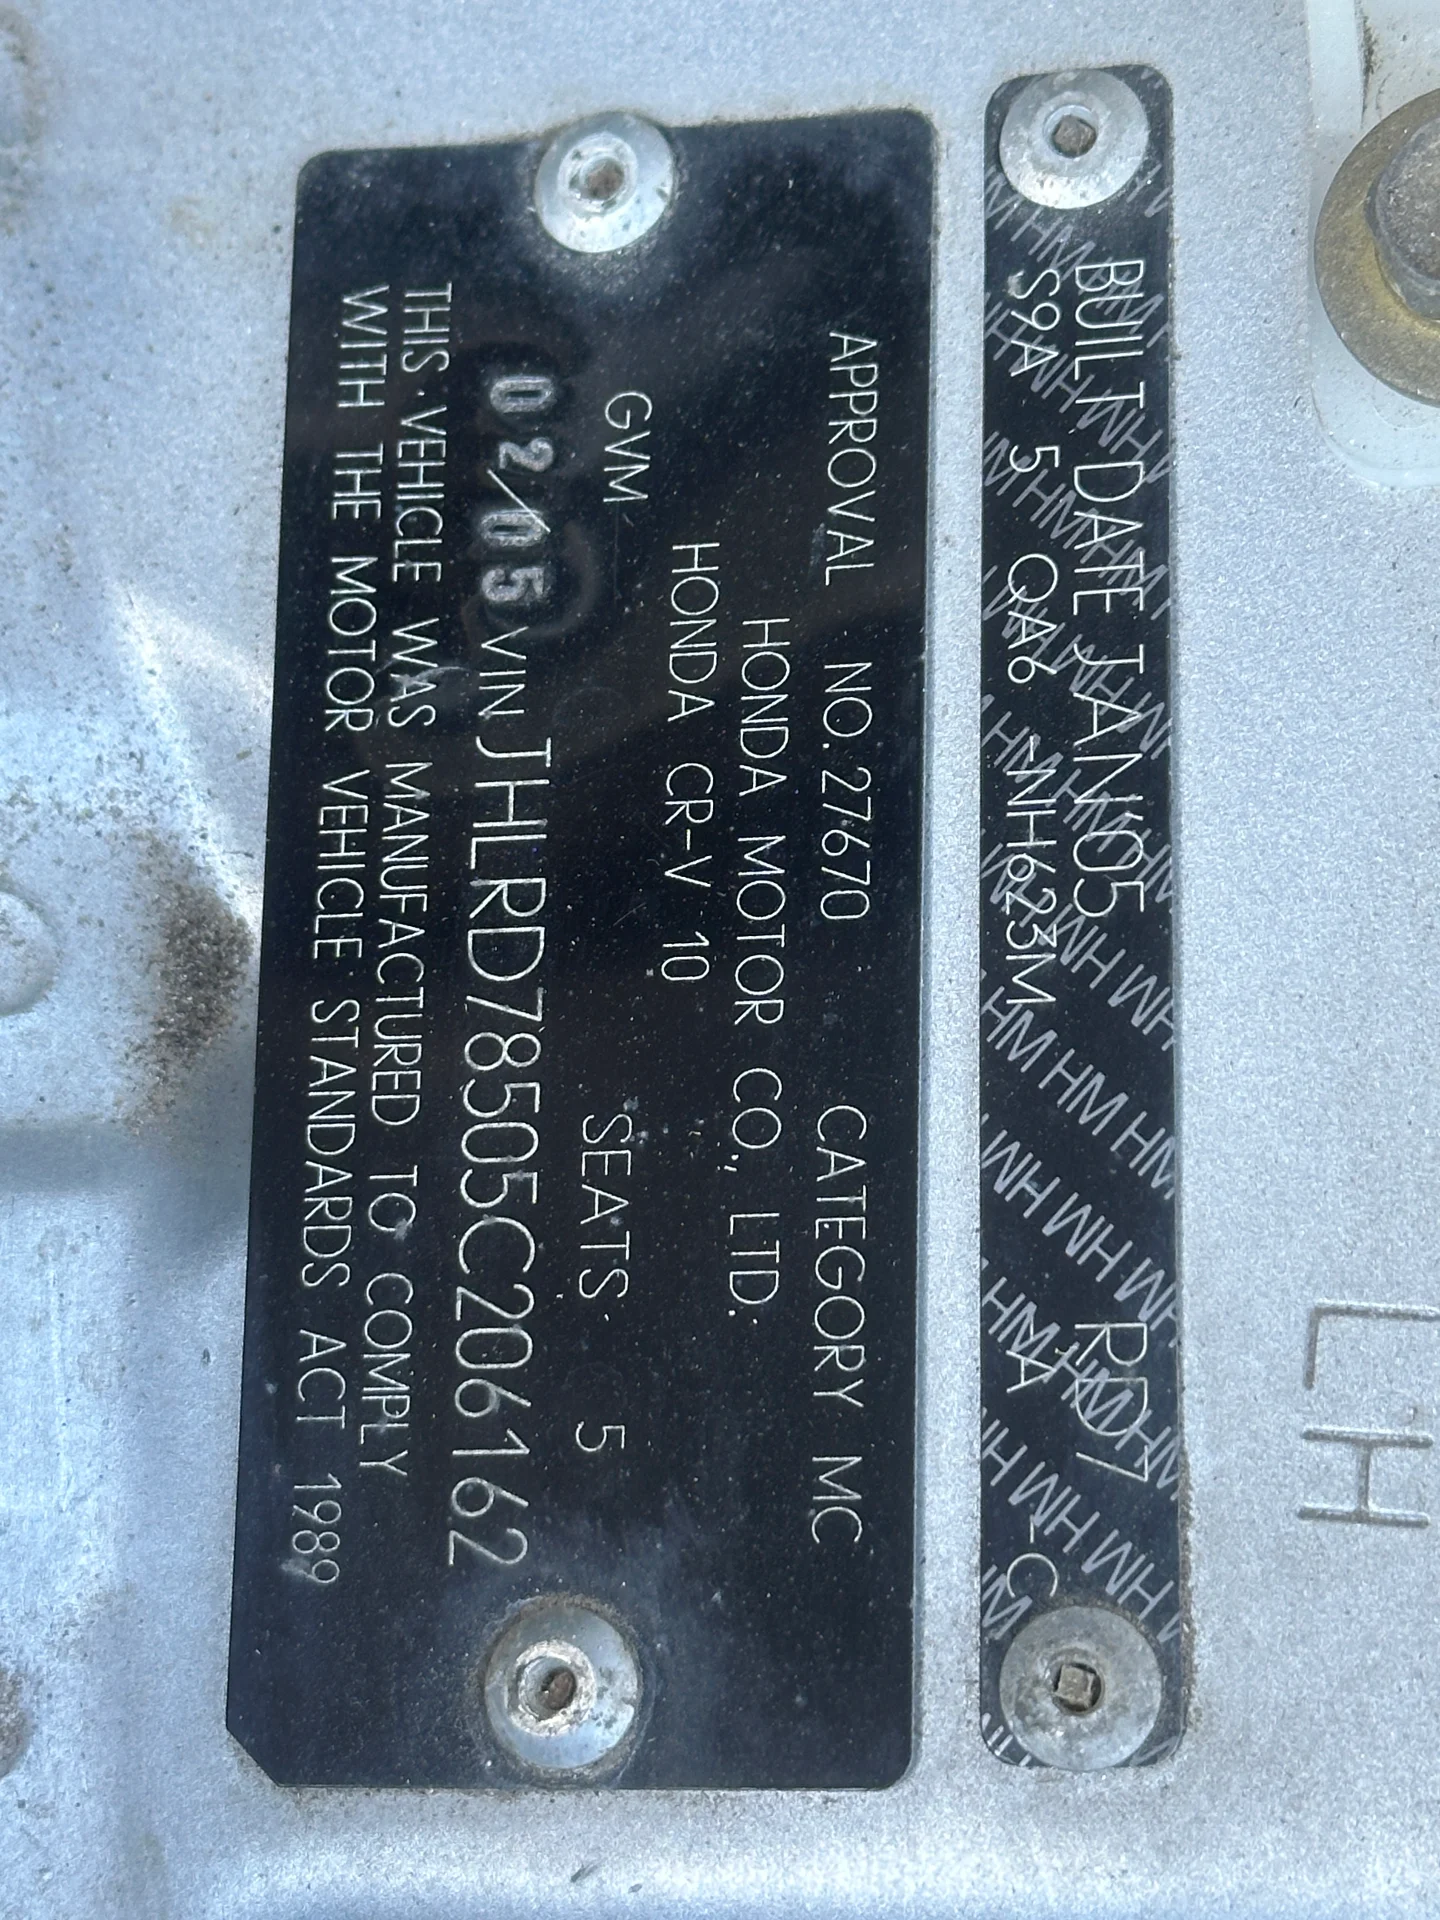 BUILT DATE JAN05 RD7
S9A 5 QA6 -NH623M -A -C
APPROVAL NO.27670 CATEGORY MC
HONDA MOTOR CO., LTD.
HONDA CR-V 10
GVM SEATS 5
02/05 VIN JHLRD78505C206162
THIS VEHICLE WAS MANUFACTURED TO COMPLY
WITH THE MOTOR VEHICLE STANDARDS ACT 1989
LH